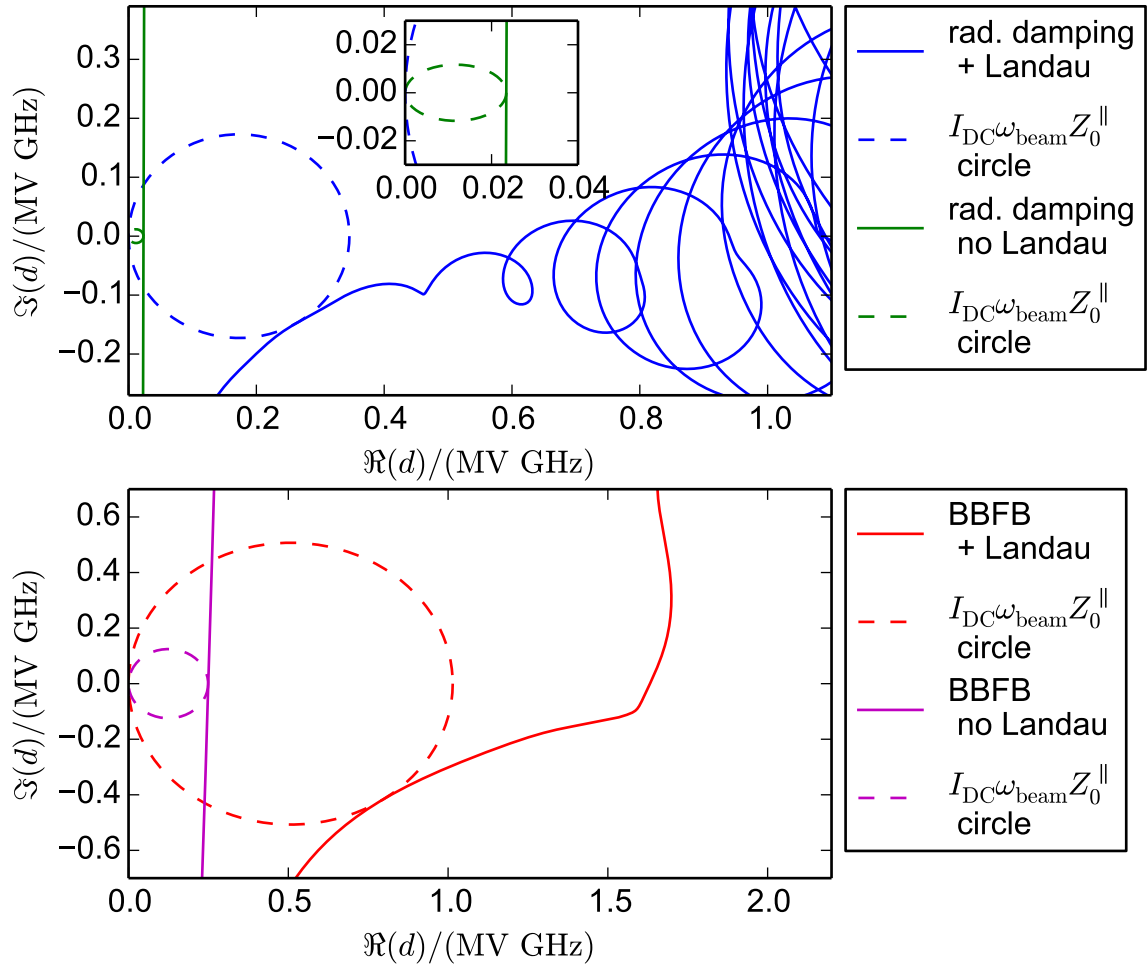 0.3
0.2
0.1
0.0
−0.1
−0.2
ℑ(d)/(MV GHz)
0.0 0.2 0.4 0.6 0.8 1.0
ℜ(d)/(MV GHz)
0.02
0.00
−0.02
0.00 0.02 0.04
rad. damping
+ Landau
I_DC ω_beam Z_0^∥
circle
rad. damping
no Landau
I_DC ω_beam Z_0^∥
circle
0.6
0.4
0.2
0.0
−0.2
−0.4
−0.6
ℑ(d)/(MV GHz)
0.0 0.5 1.0 1.5 2.0
ℜ(d)/(MV GHz)
BBFB
+ Landau
I_DC ω_beam Z_0^∥
circle
BBFB
no Landau
I_DC ω_beam Z_0^∥
circle